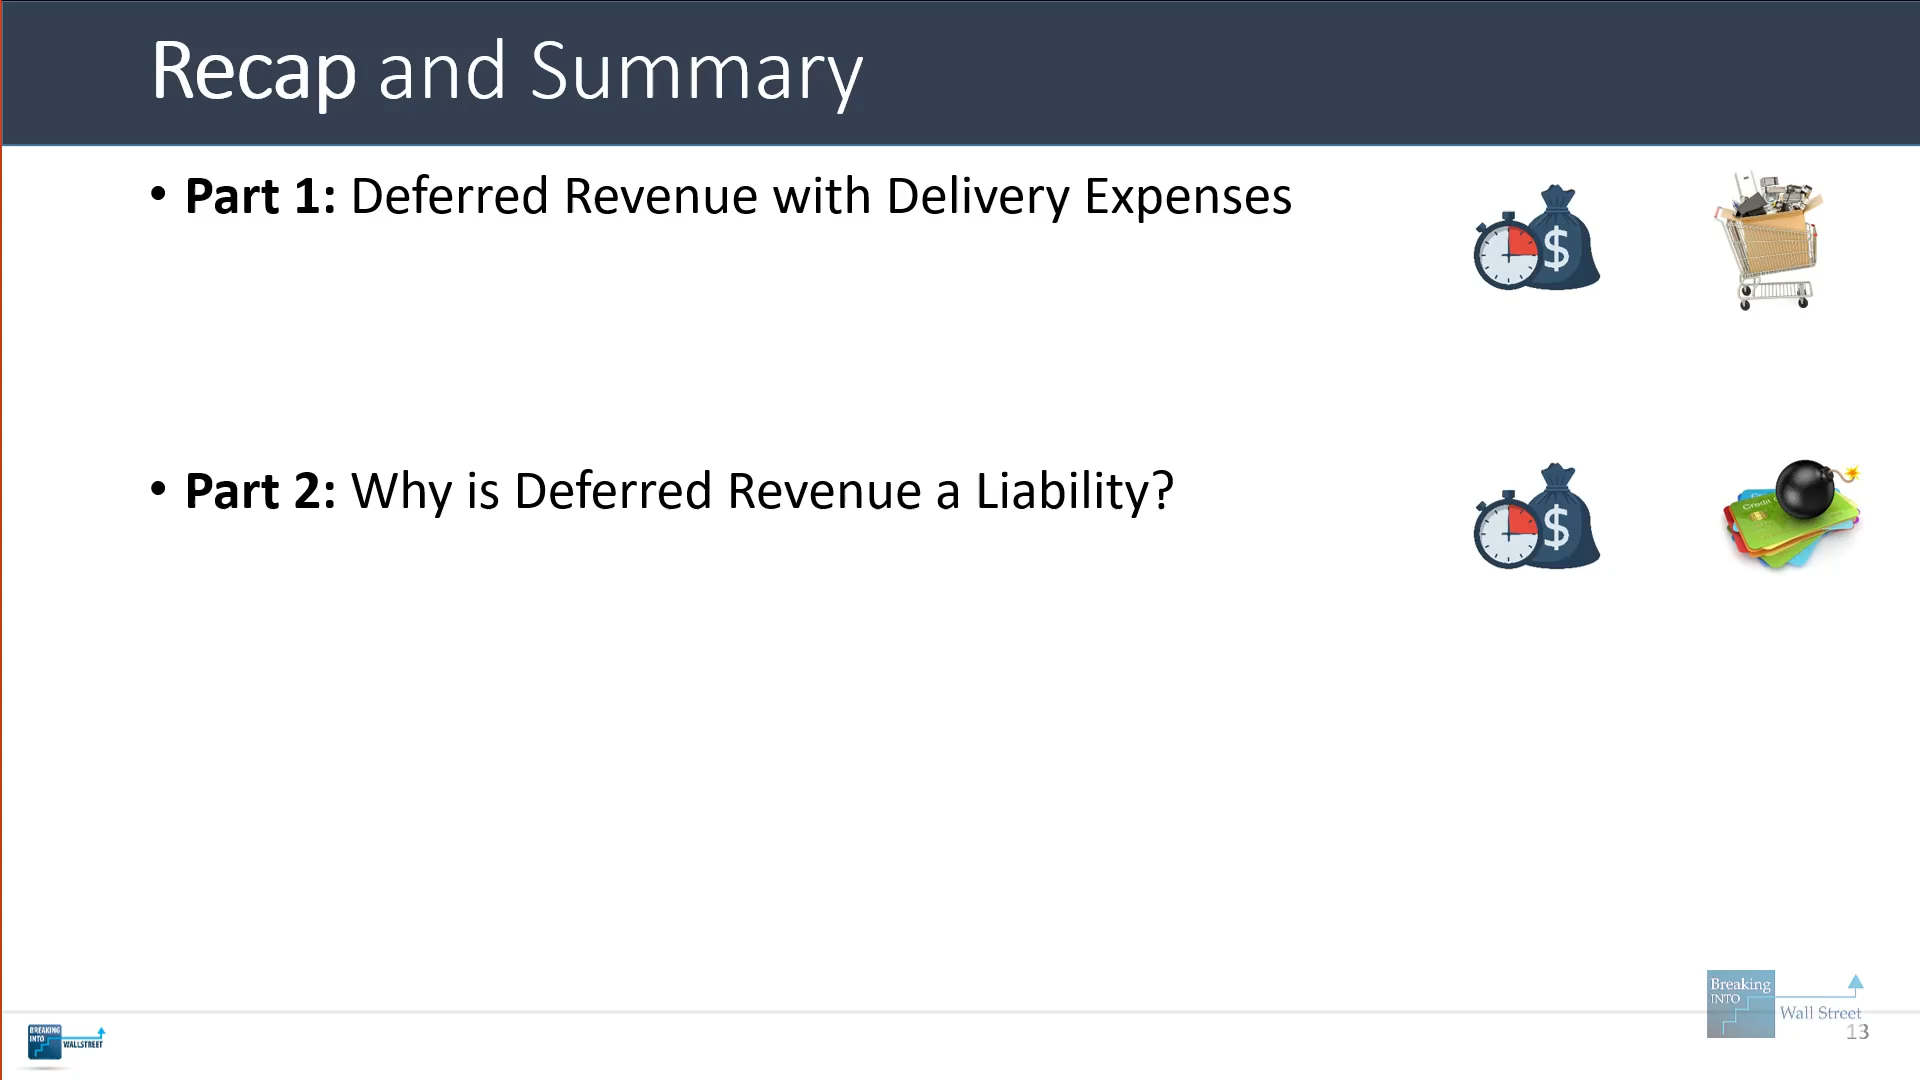 Recap and Summary
• Part 1: Deferred Revenue with Delivery Expenses
$
• Part 2: Why is Deferred Revenue a Liability?
$
Credit
Breaking
INTO
Wall Street
13
BREAKING
INTO
WALLSTREET